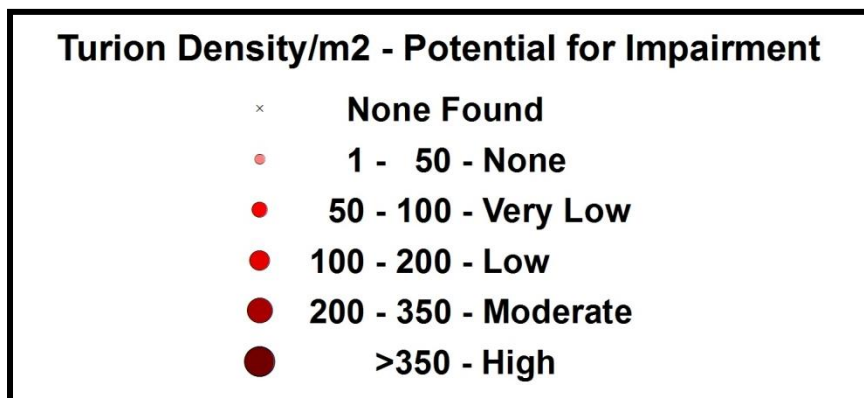 Turion Density/m2 - Potential for Impairment
None Found
1 - 50 - None
50 - 100 - Very Low
100 - 200 - Low
200 - 350 - Moderate
>350 - High